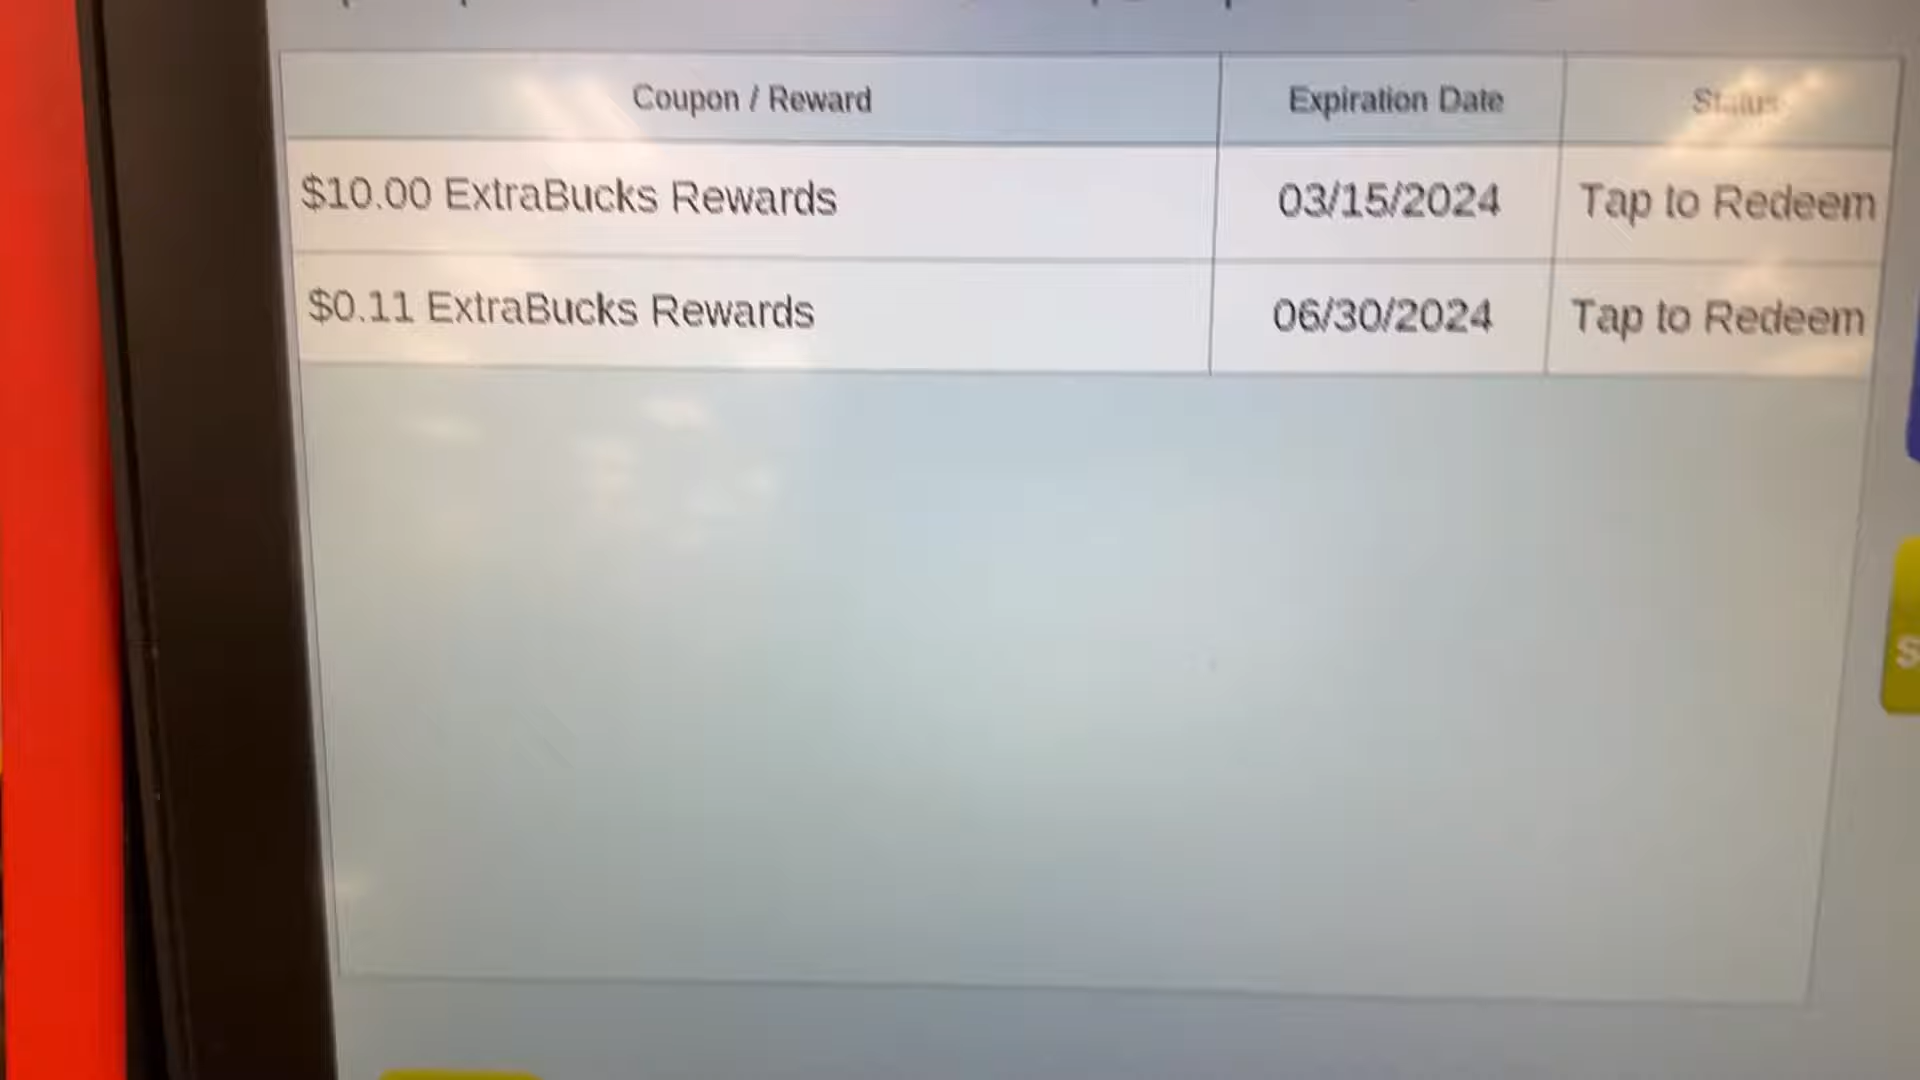 Coupon / Reward Expiration Date Status
$10.00 ExtraBucks Rewards 03/15/2024 Tap to Redeem
$0.11 ExtraBucks Rewards 06/30/2024 Tap to Redeem